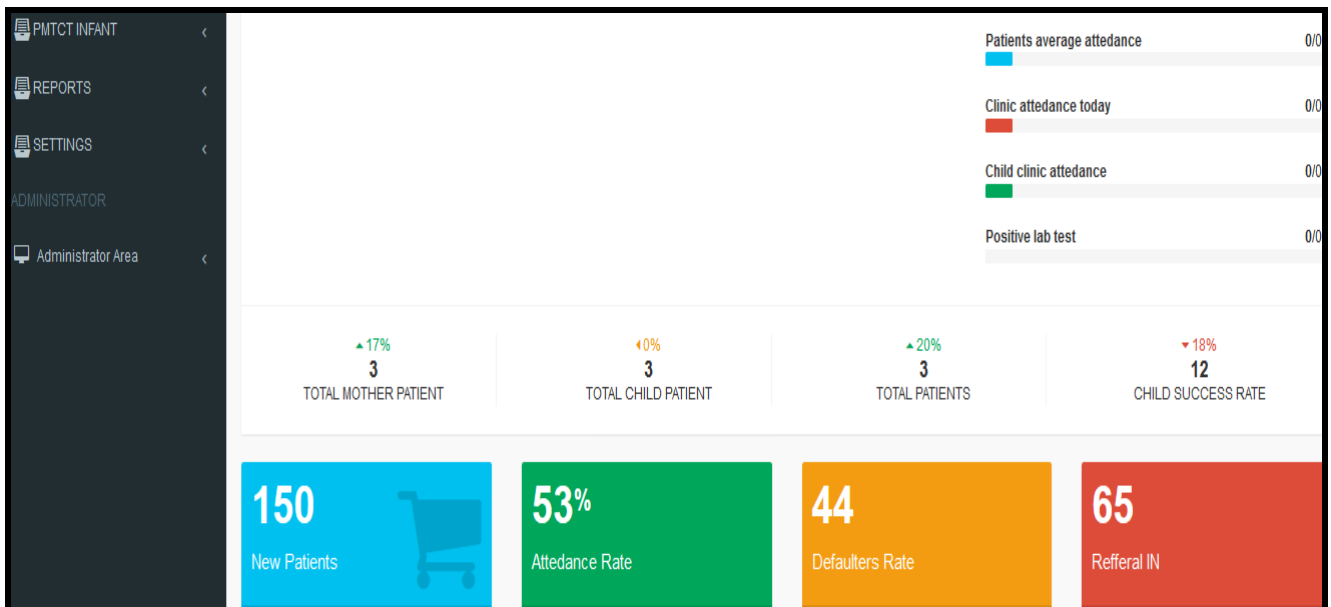 PMTCT INFANT
REPORTS
SETTINGS
ADMINISTRATOR
Administrator Area
Patients average attedance 0/0
Clinic attedance today 0/0
Child clinic attedance 0/0
Positive lab test 0/0
17%
3
TOTAL MOTHER PATIENT
0%
3
TOTAL CHILD PATIENT
20%
3
TOTAL PATIENTS
18%
12
CHILD SUCCESS RATE
150
New Patients
53%
Attedance Rate
44
Defaulters Rate
65
Refferal IN